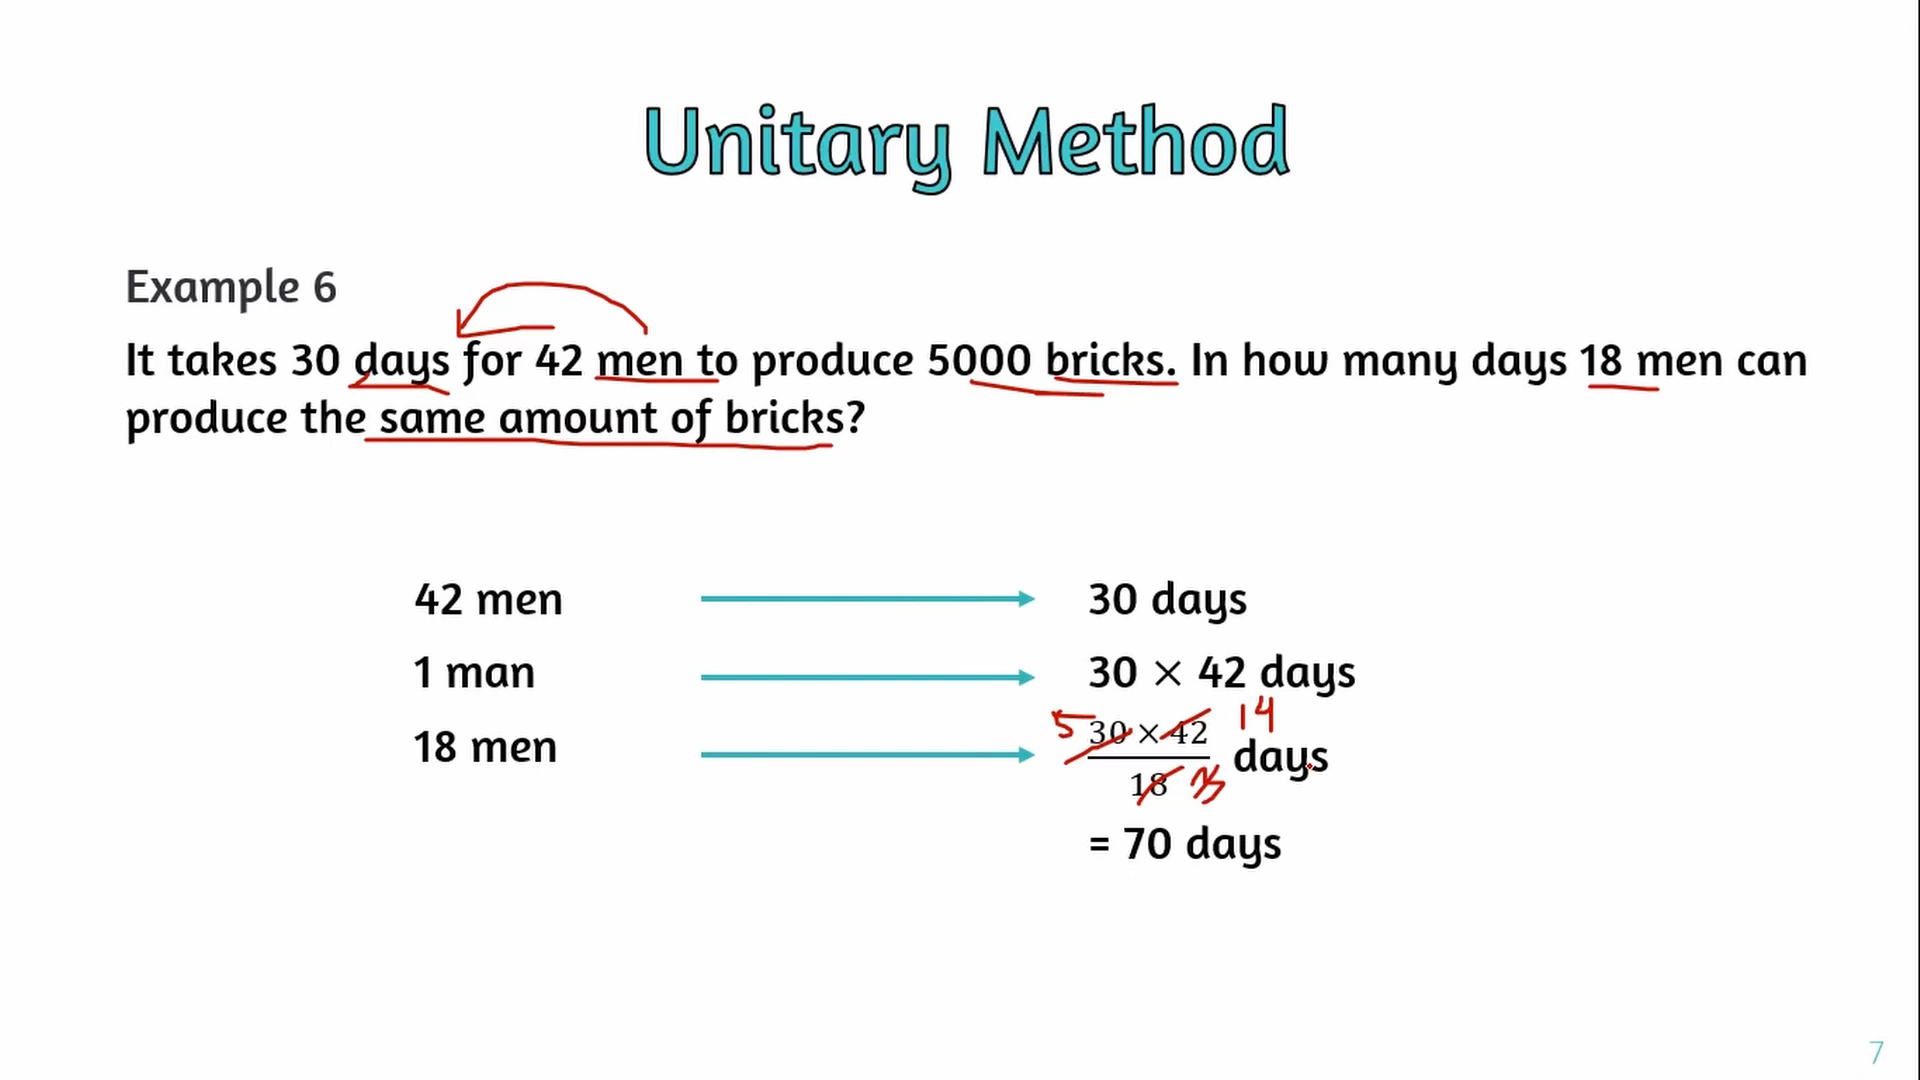 Unitary Method
Example 6
It takes 30 days for 42 men to produce 5000 bricks. In how many days 18 men can
produce the same amount of bricks?
42 men 30 days
1 man 30 × 42 days
5 14
18 men 30 × 42 days
18 3
= 70 days
7